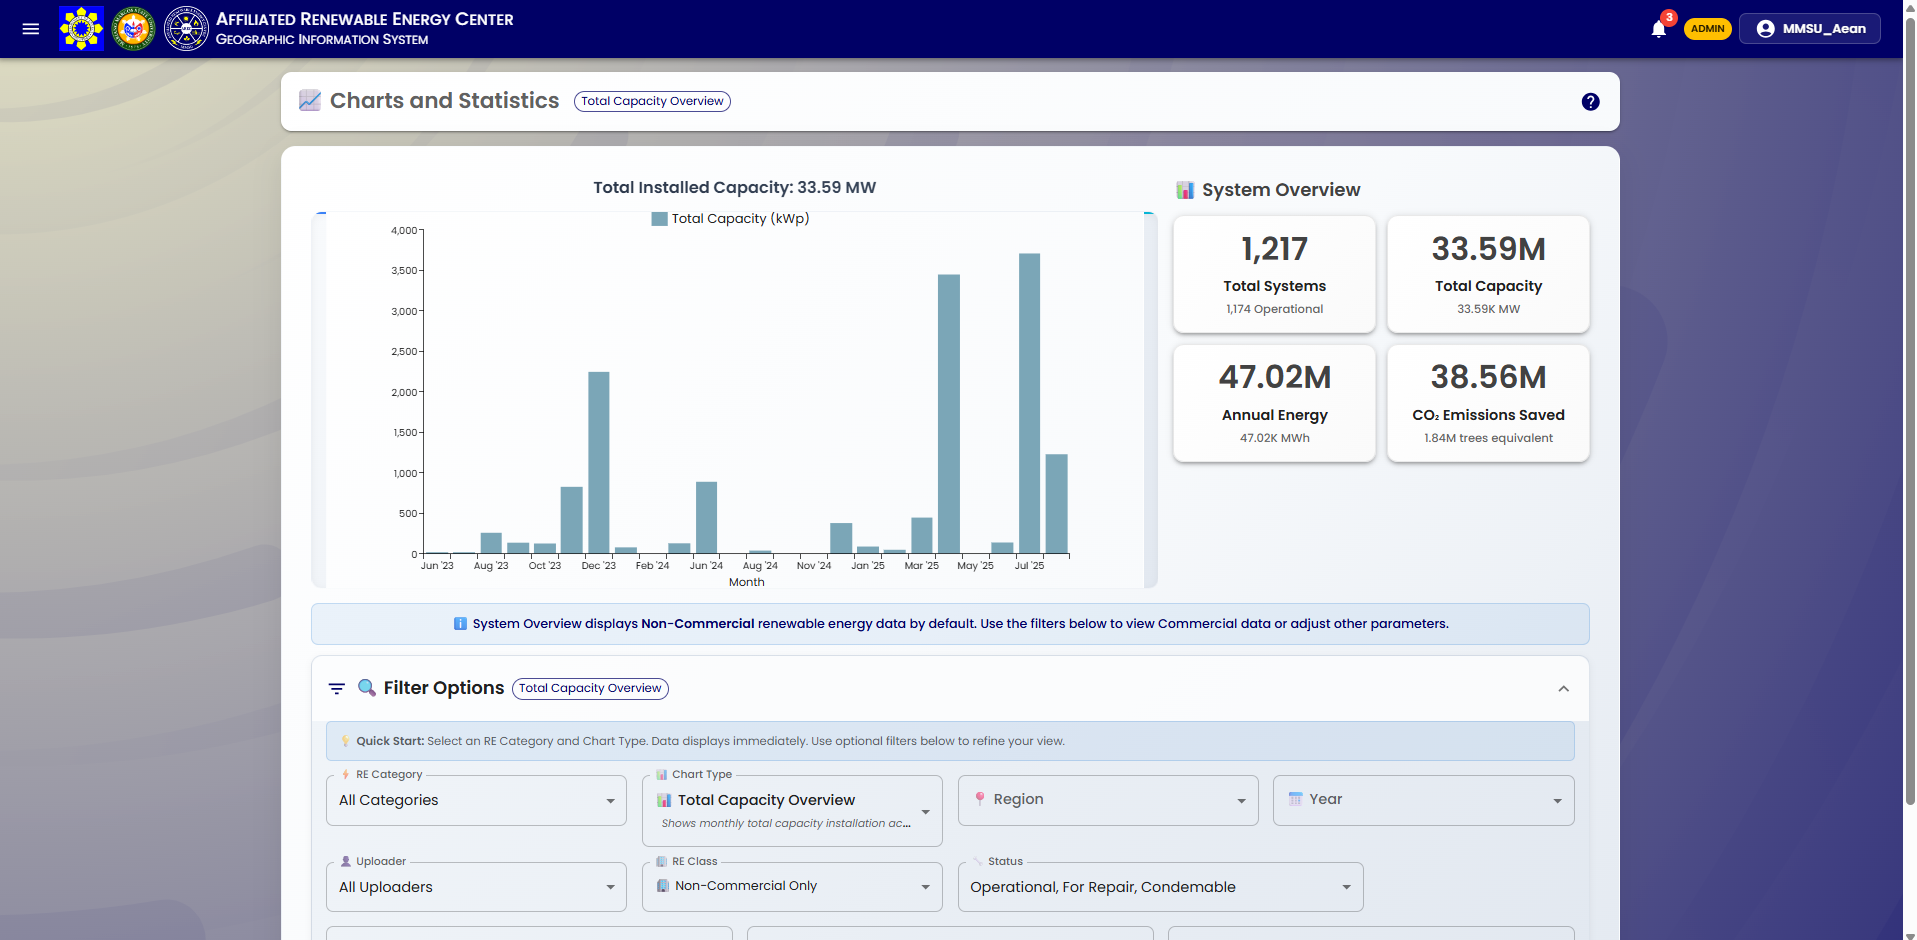 AFFILIATED RENEWABLE ENERGY CENTER
GEOGRAPHIC INFORMATION SYSTEM
3
ADMIN
MMSU_Aean
Charts and Statistics
Total Capacity Overview
?
Total Installed Capacity: 33.59 MW
Total Capacity (kWp)
4,000
3,500
3,000
2,500
2,000
1,500
1,000
500
0
Jun '23 Aug '23 Oct '23 Dec '23 Feb '24 Jun '24 Aug '24 Nov '24 Jan '25 Mar '25 May '25 Jul '25
Month
System Overview
1,217
Total Systems
1,174 Operational
33.59M
Total Capacity
33.59K MW
47.02M
Annual Energy
47.02K MWh
38.56M
CO₂ Emissions Saved
1.84M trees equivalent
System Overview displays Non-Commercial renewable energy data by default. Use the filters below to view Commercial data or adjust other parameters.
Filter Options
Total Capacity Overview
Quick Start: Select an RE Category and Chart Type. Data displays immediately. Use optional filters below to refine your view.
RE Category
All Categories
Chart Type
Total Capacity Overview
Shows monthly total capacity installation ac...
Region
Year
Uploader
All Uploaders
RE Class
Non-Commercial Only
Status
Operational, For Repair, Condemable